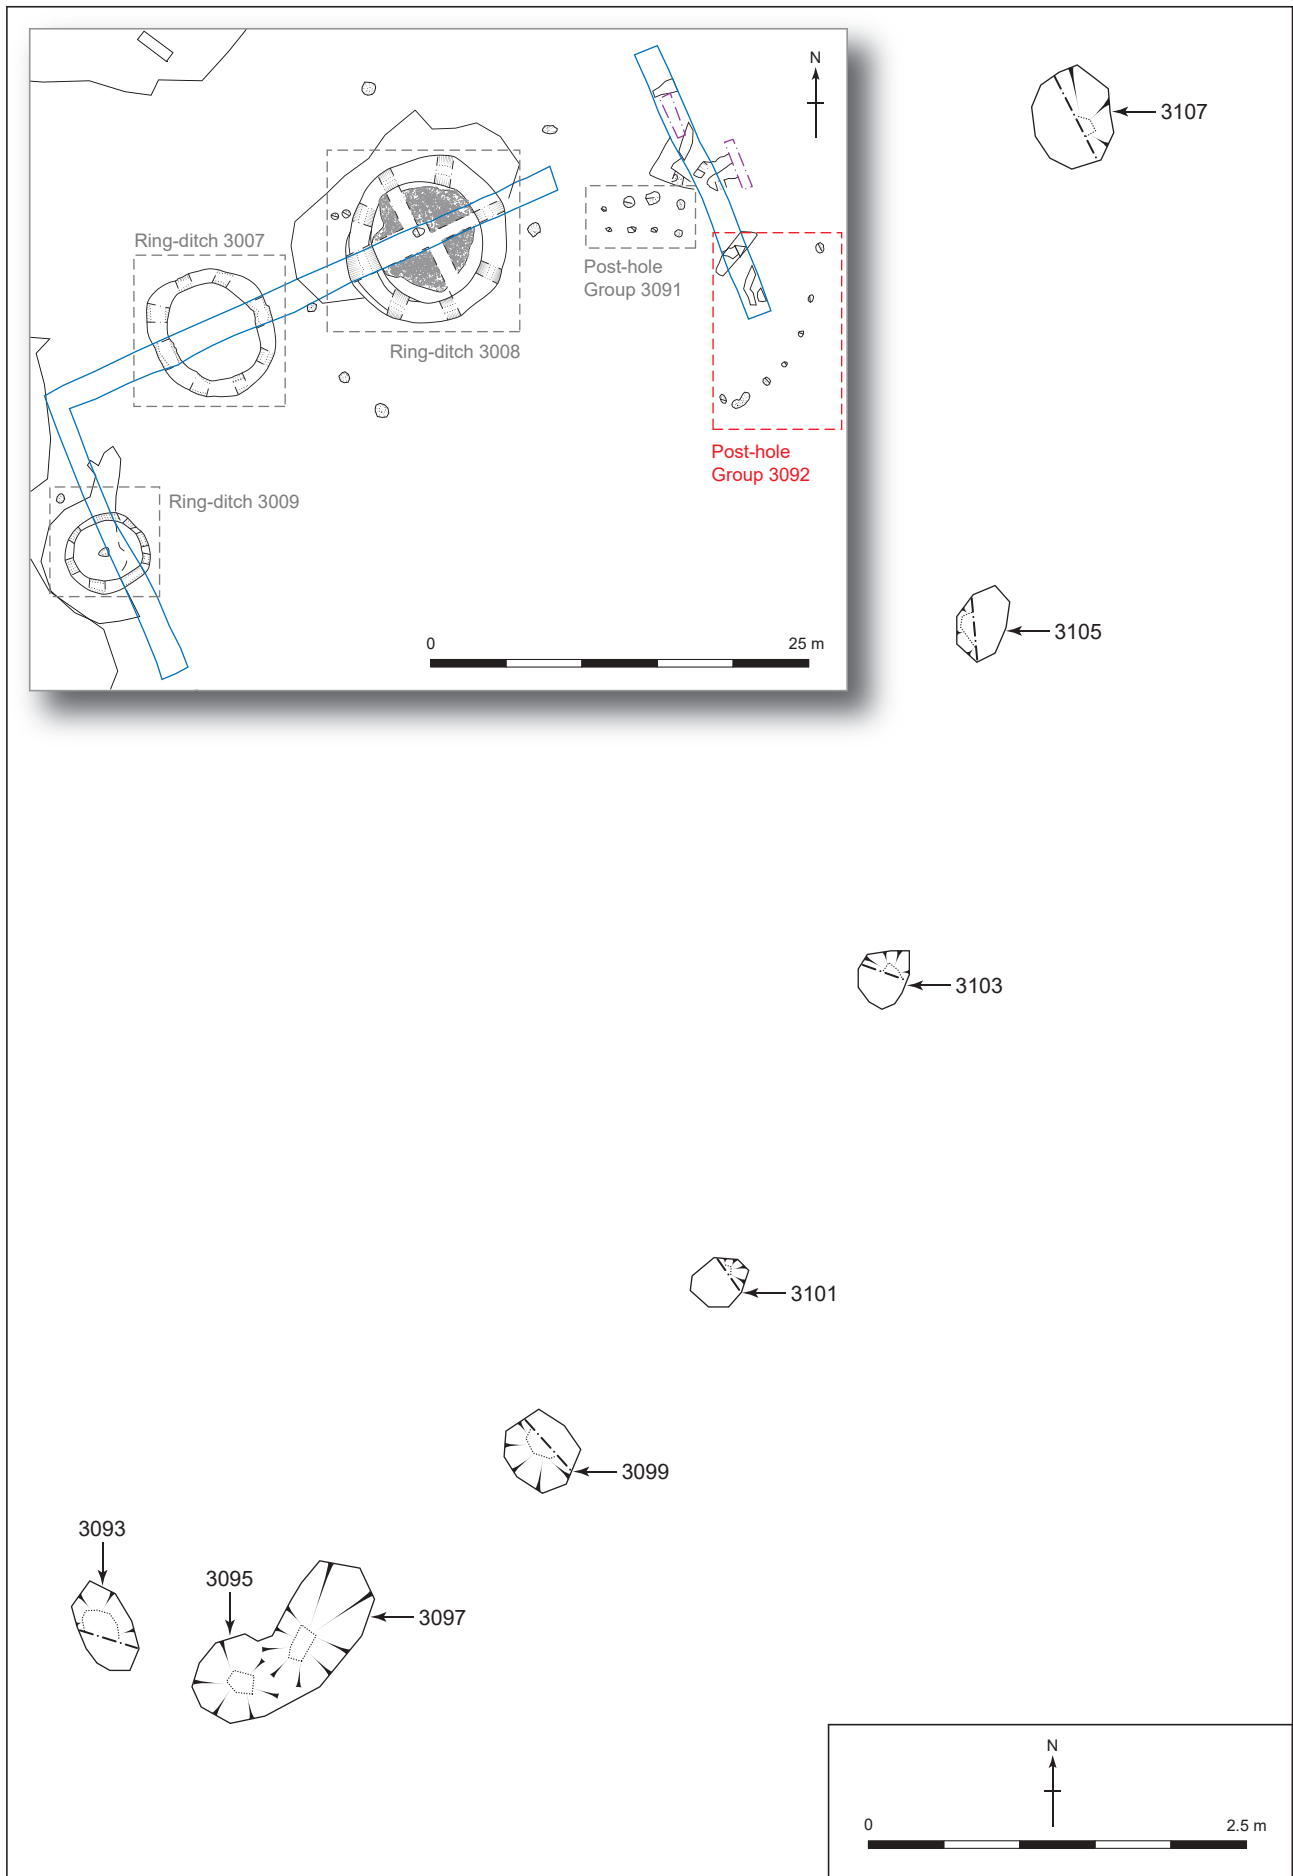 N
3107
Ring-ditch 3007
Post-hole
Group 3091
Ring-ditch 3008
Post-hole
Group 3092
Ring-ditch 3009
0
25 m
3105
3103
3101
3099
3093
3095
3097
N
0
2.5 m